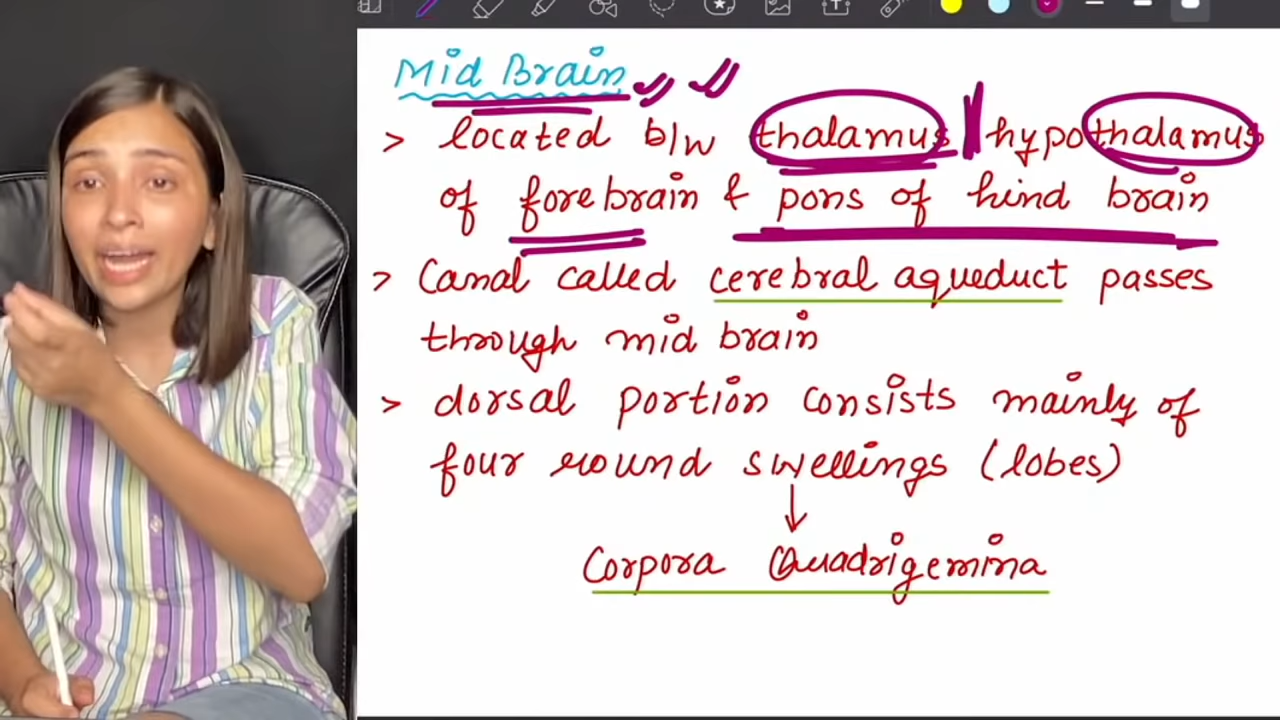 Mid Brain
> located b/w thalamus | hypothalamus
of forebrain & pons of hind brain
> Canal called cerebral aqueduct passes
through mid brain
> dorsal portion consists mainly of
four round swellings (lobes)
↓
Corpora Quadrigemina